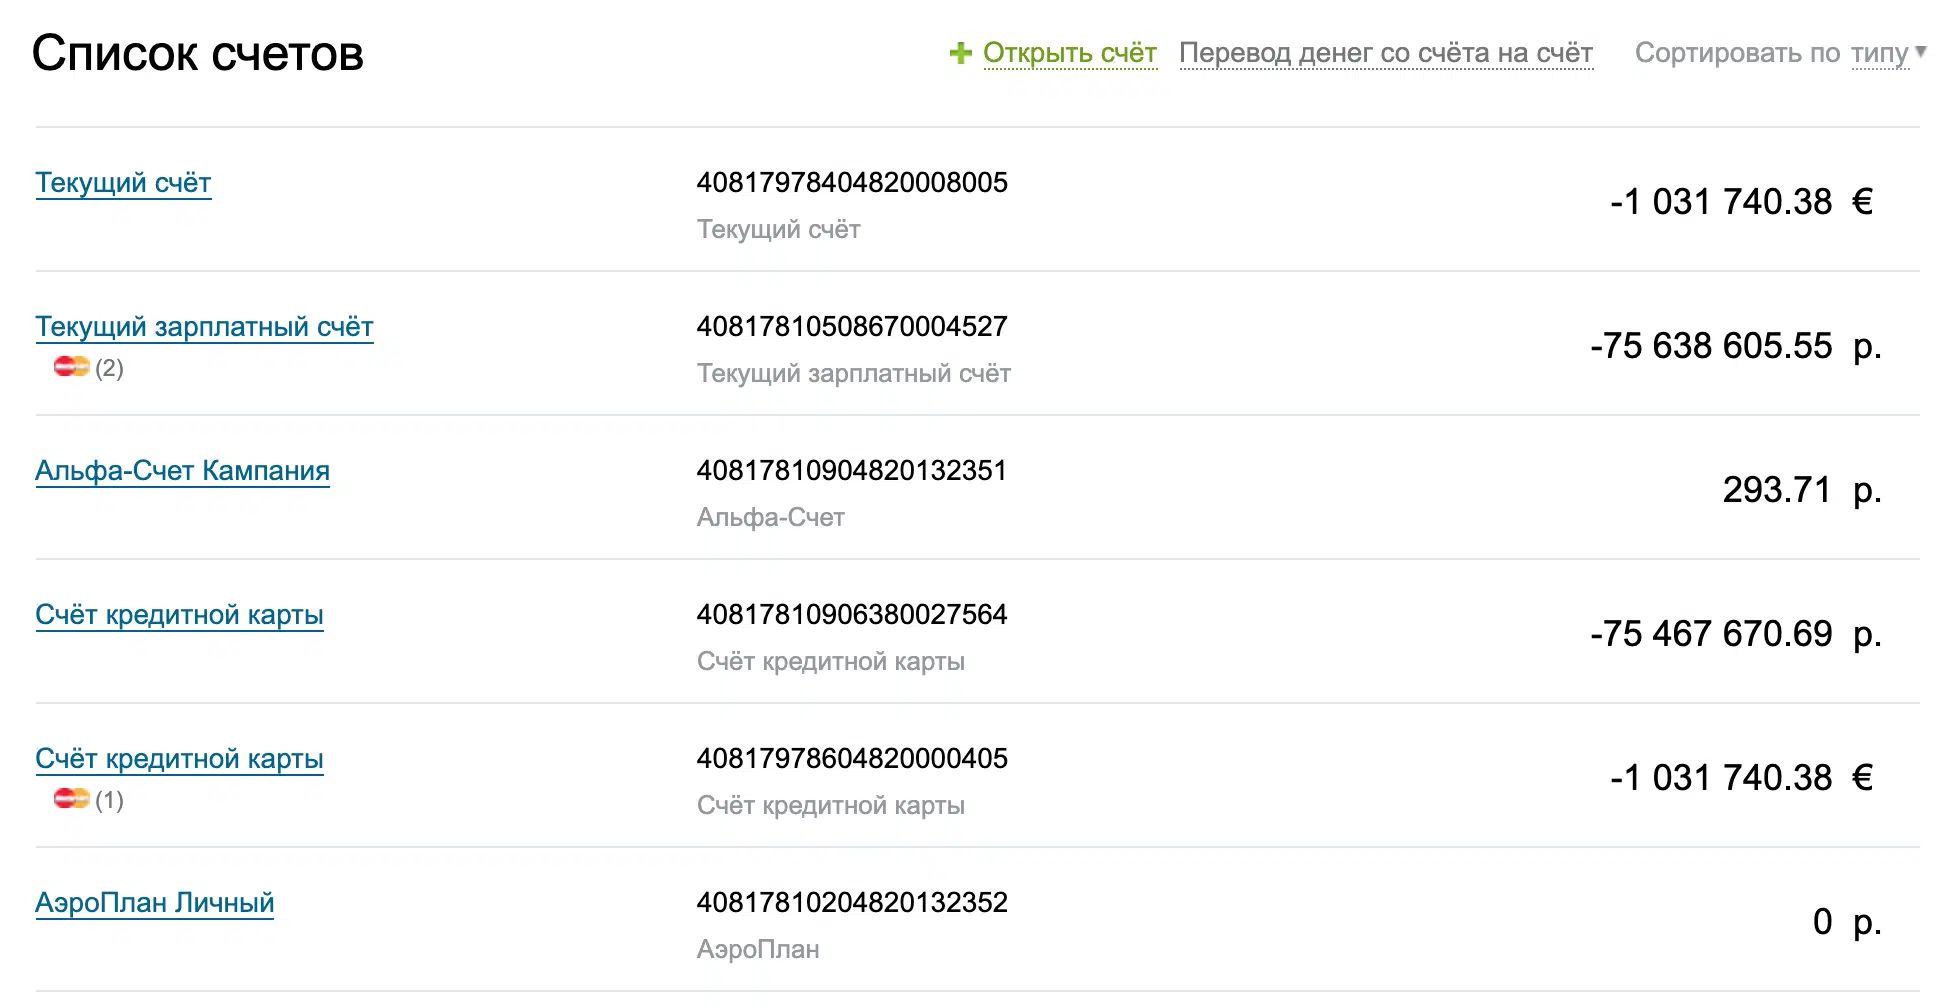 Список счетов
Открыть счёт Перевод денег со счёта на счёт Сортировать по типу
Текущий счёт
40817978404820008005
Текущий счёт
-1 031 740.38 €
Текущий зарплатный счёт
(2)
40817810508670004527
Текущий зарплатный счёт
-75 638 605.55 р.
Альфа-Счет Кампания
40817810904820132351
Альфа-Счет
293.71 р.
Счёт кредитной карты
40817810906380027564
Счёт кредитной карты
-75 467 670.69 р.
Счёт кредитной карты
(1)
40817978604820000405
Счёт кредитной карты
-1 031 740.38 €
АэроПлан Личный
40817810204820132352
АэроПлан
0 р.